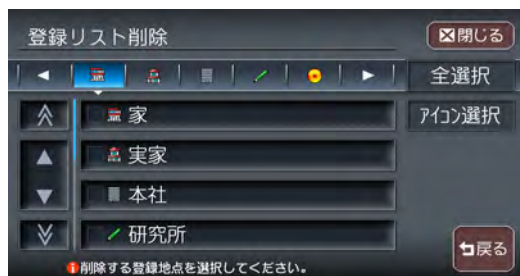 登録リスト削除
閉じる
全選択
家
アイコン選択
実家
本社
研究所
戻る
削除する登録地点を選択してください。